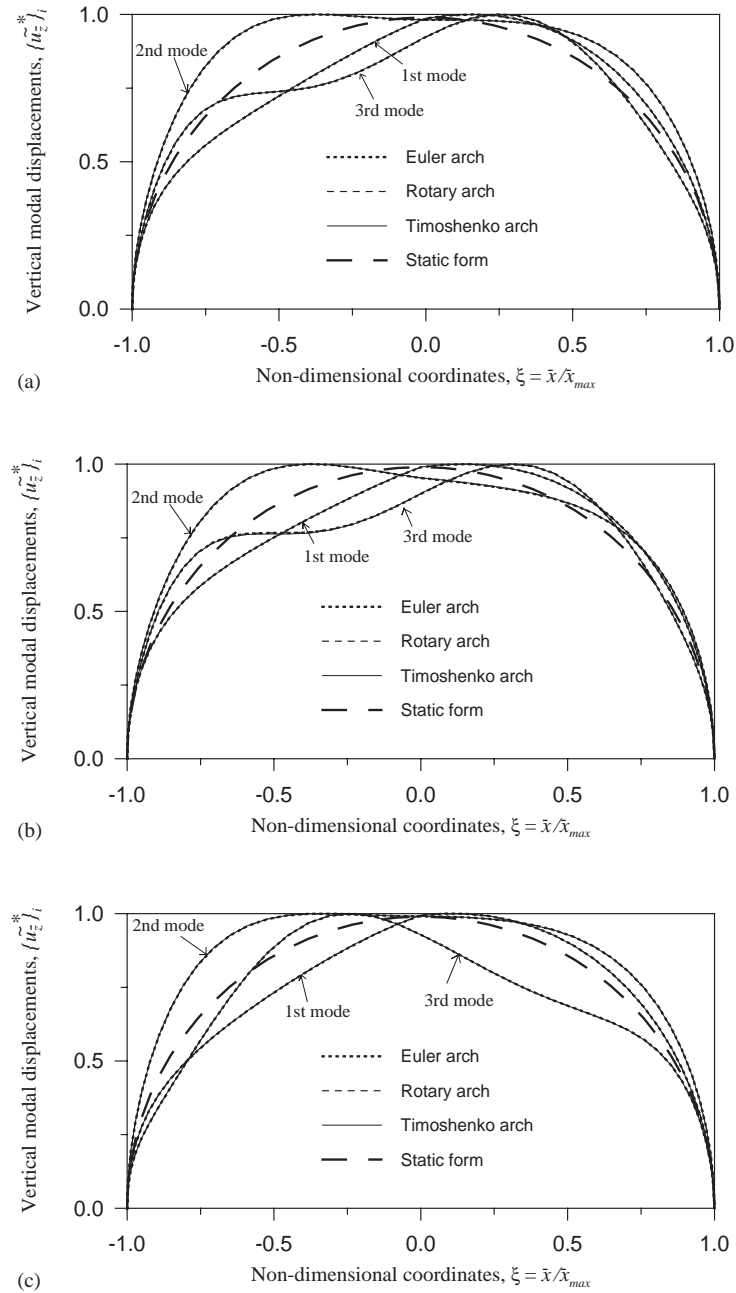 Vertical modal displacements, {ũ*z̄}i
1.0
0.5
0.0
2nd mode
1st mode
3rd mode
Euler arch
Rotary arch
Timoshenko arch
Static form
-1.0 -0.5 0.0 0.5 1.0
(a)
Non-dimensional coordinates, ξ = x̄/x̄max
Vertical modal displacements, {ũ*z̄}i
1.0
0.5
0.0
2nd mode
1st mode
3rd mode
Euler arch
Rotary arch
Timoshenko arch
Static form
-1.0 -0.5 0.0 0.5 1.0
(b)
Non-dimensional coordinates, ξ = x̄/x̄max
Vertical modal displacements, {ũ*z̄}i
1.0
0.5
0.0
2nd mode
1st mode
3rd mode
Euler arch
Rotary arch
Timoshenko arch
Static form
-1.0 -0.5 0.0 0.5 1.0
(c)
Non-dimensional coordinates, ξ = x̄/x̄max